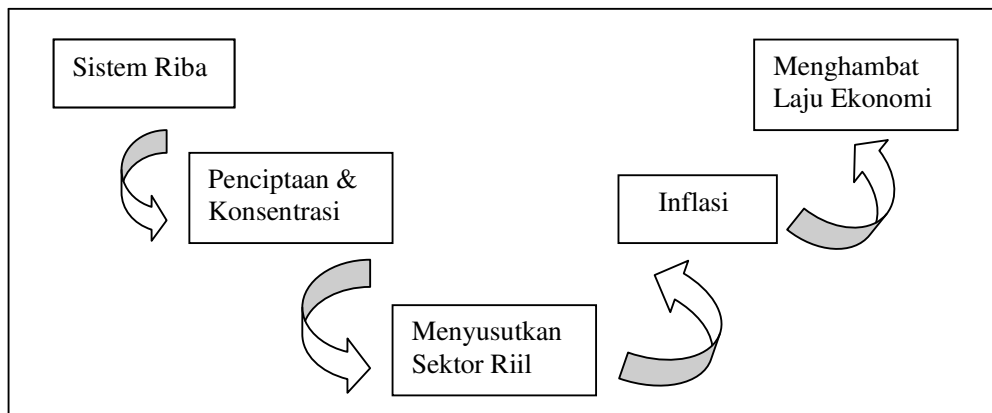 Sistem Riba
Penciptaan &
Konsentrasi
Menyusutkan
Sektor Riil
Inflasi
Menghambat
Laju Ekonomi